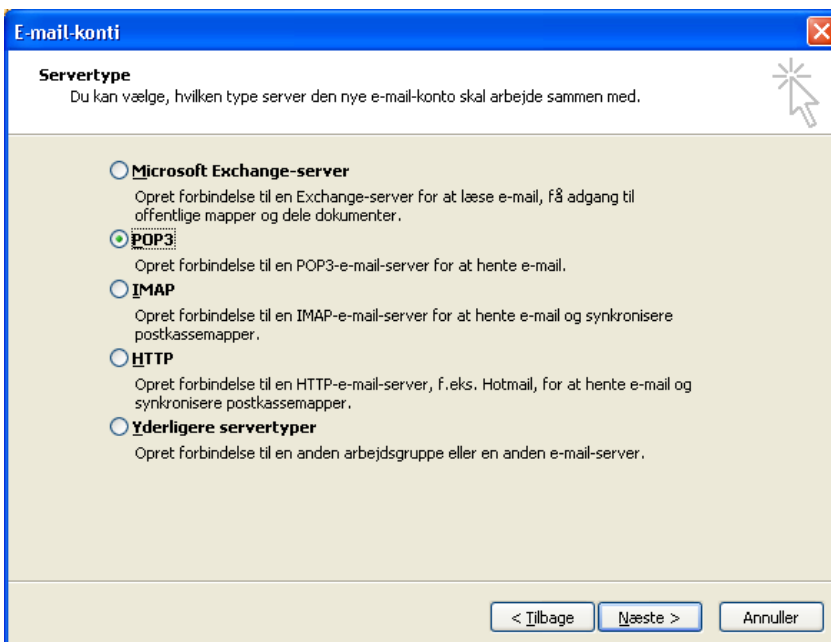 E-mail-konti
Servertype
Du kan vælge, hvilken type server den nye e-mail-konto skal arbejde sammen med.
Microsoft Exchange-server
Opret forbindelse til en Exchange-server for at læse e-mail, få adgang til
offentlige mapper og dele dokumenter.
POP3
Opret forbindelse til en POP3-e-mail-server for at hente e-mail.
IMAP
Opret forbindelse til en IMAP-e-mail-server for at hente e-mail og synkronisere
postkassemapper.
HTTP
Opret forbindelse til en HTTP-e-mail-server, f.eks. Hotmail, for at hente e-mail og
synkronisere postkassemapper.
Yderligere servertyper
Opret forbindelse til en anden arbejdsgruppe eller en anden e-mail-server.
< Tilbage Næste > Annuller